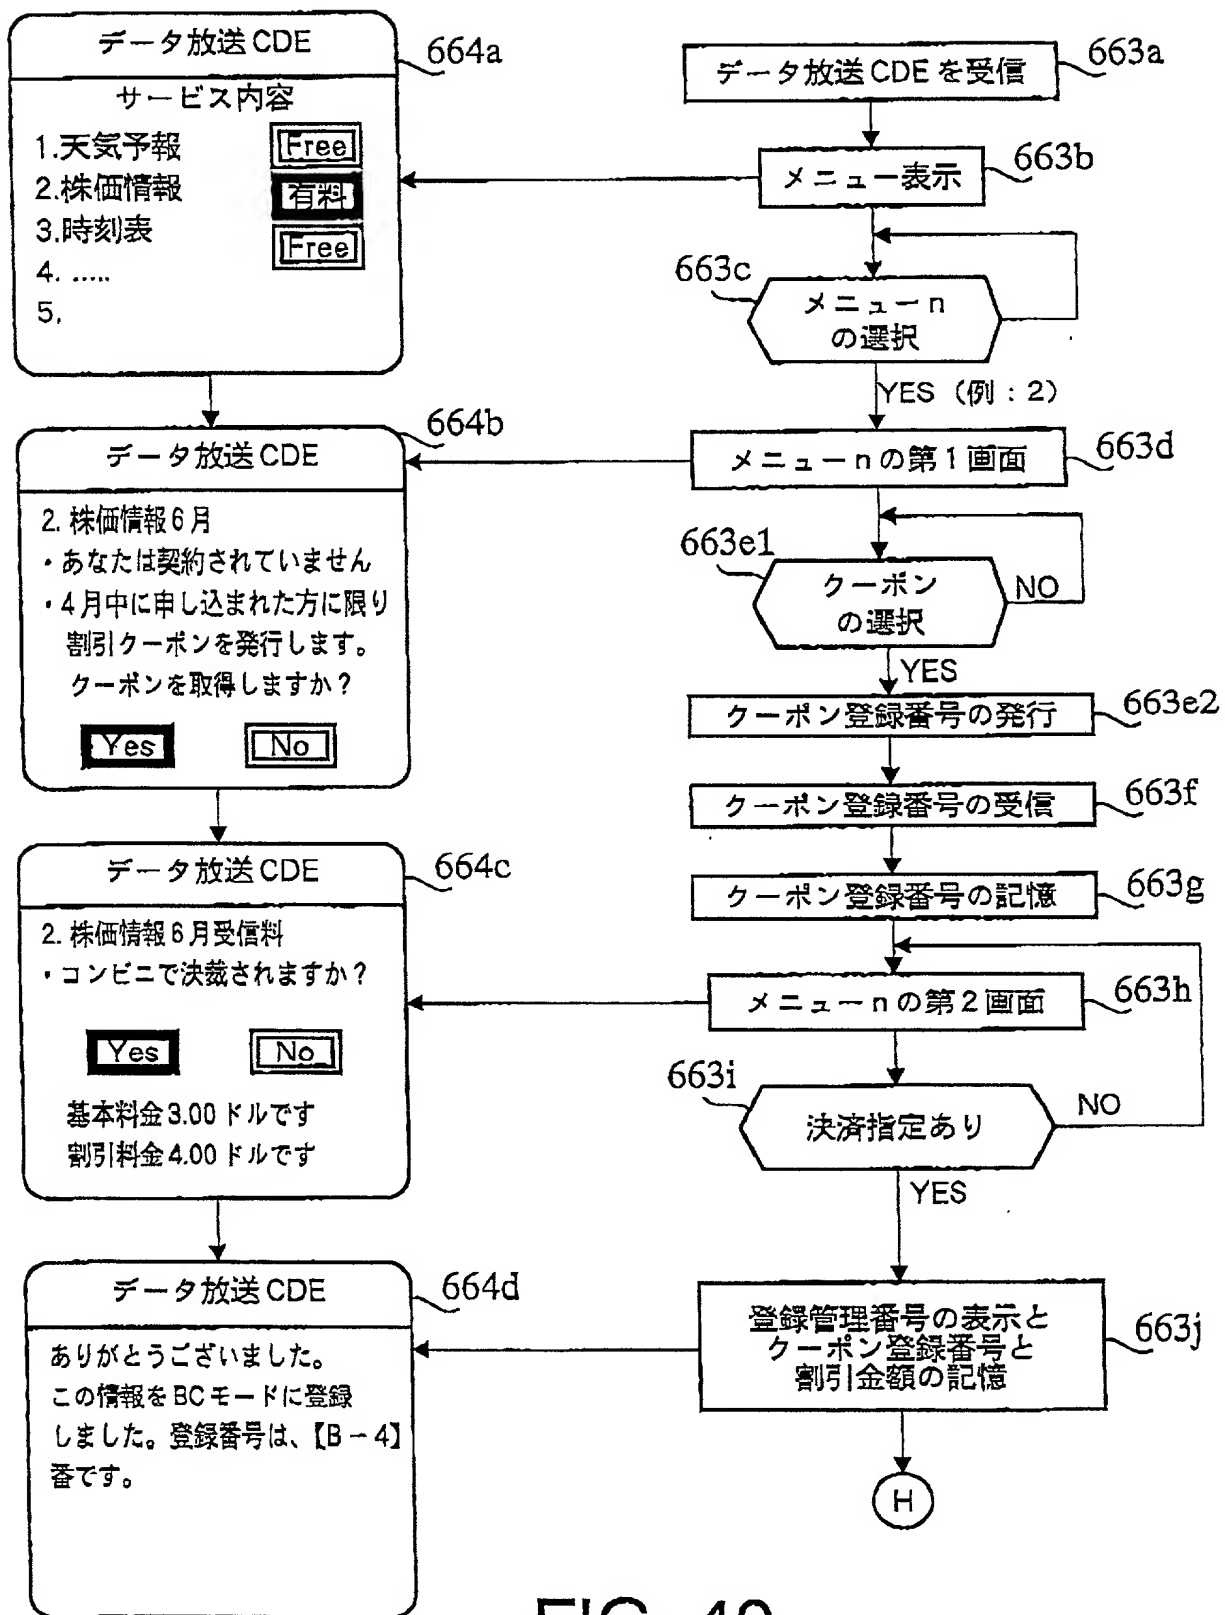 データ放送CDE
664a
サービス内容
1.天気予報 Free
2.株価情報 有料
3.時刻表 Free
4. .....
5.
データ放送CDE
664b
2. 株価情報6月
・あなたは契約されていません
・4月中に申し込まれた方に限り
割引クーポンを発行します。
クーポンを取得しますか？
Yes No
データ放送CDE
664c
2. 株価情報6月受信料
・コンビニで決裁されますか？
Yes No
基本料金3.00ドルです
割引料金4.00ドルです
データ放送CDE
664d
ありがとうございました。
この情報をBCモードに登録
しました。登録番号は、【B－4】
番です。
データ放送CDEを受信
663a
メニュー表示
663b
663c
メニューn
の選択
YES（例：2）
メニューnの第1画面
663d
663e1
クーポン
の選択
NO
YES
クーポン登録番号の発行
663e2
クーポン登録番号の受信
663f
クーポン登録番号の記憶
663g
メニューnの第2画面
663h
663i
決済指定あり
NO
YES
登録管理番号の表示と
クーポン登録番号と
割引金額の記憶
663j
H